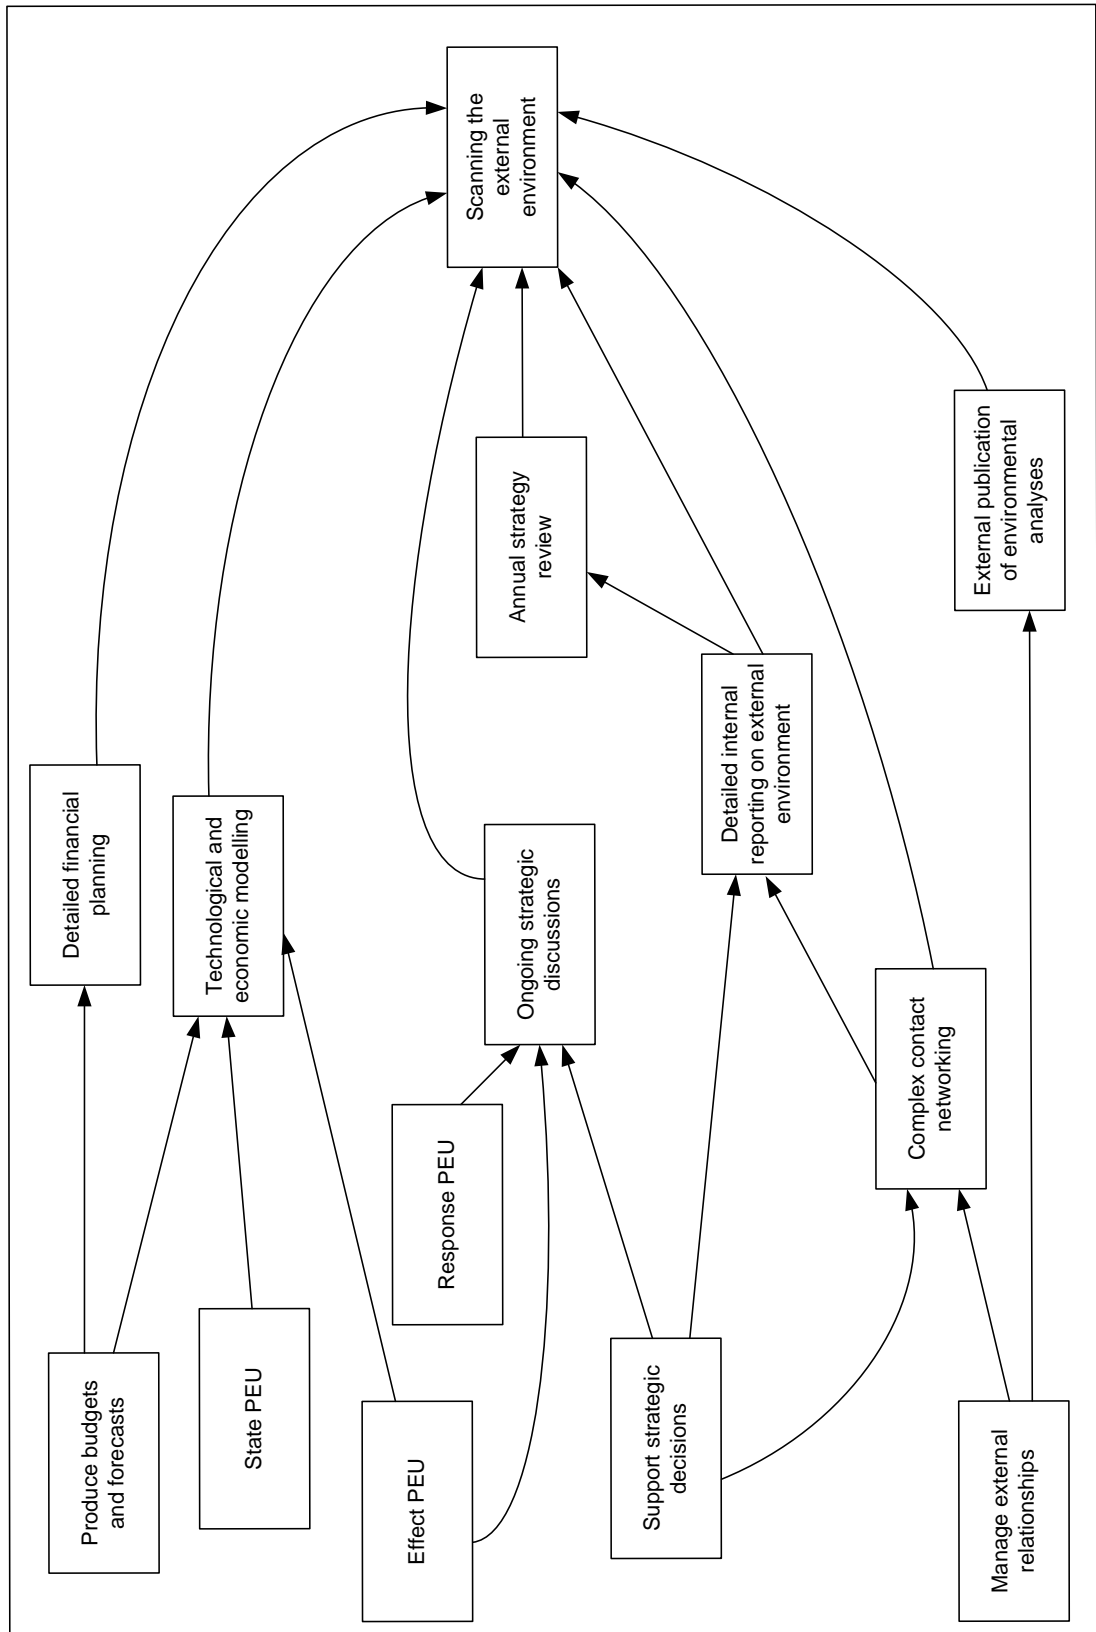 Produce budgets
and forecasts
State PEU
Effect PEU
Response PEU
Support strategic
decisions
Manage external
relationships
Detailed financial
planning
Technological and
economic modelling
Ongoing strategic
discussions
Complex contact
networking
Detailed internal
reporting on external
environment
Annual strategy
review
External publication
of environmental
analyses
Scanning the
external
environment